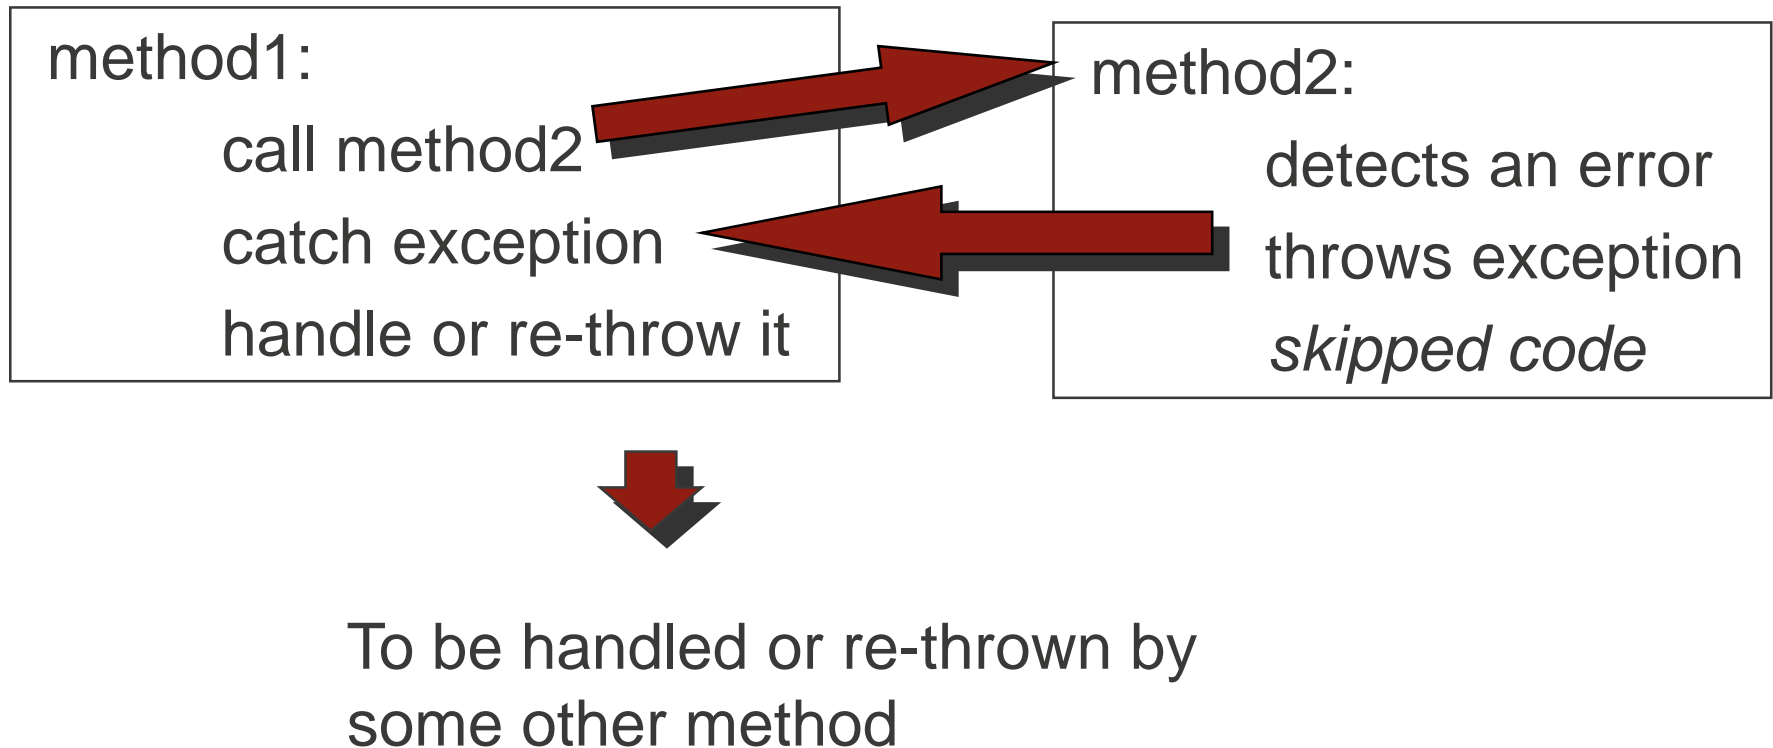 method1:
call method2
catch exception
handle or re-throw it
method2:
detects an error
throws exception
skipped code
To be handled or re-thrown by
some other method